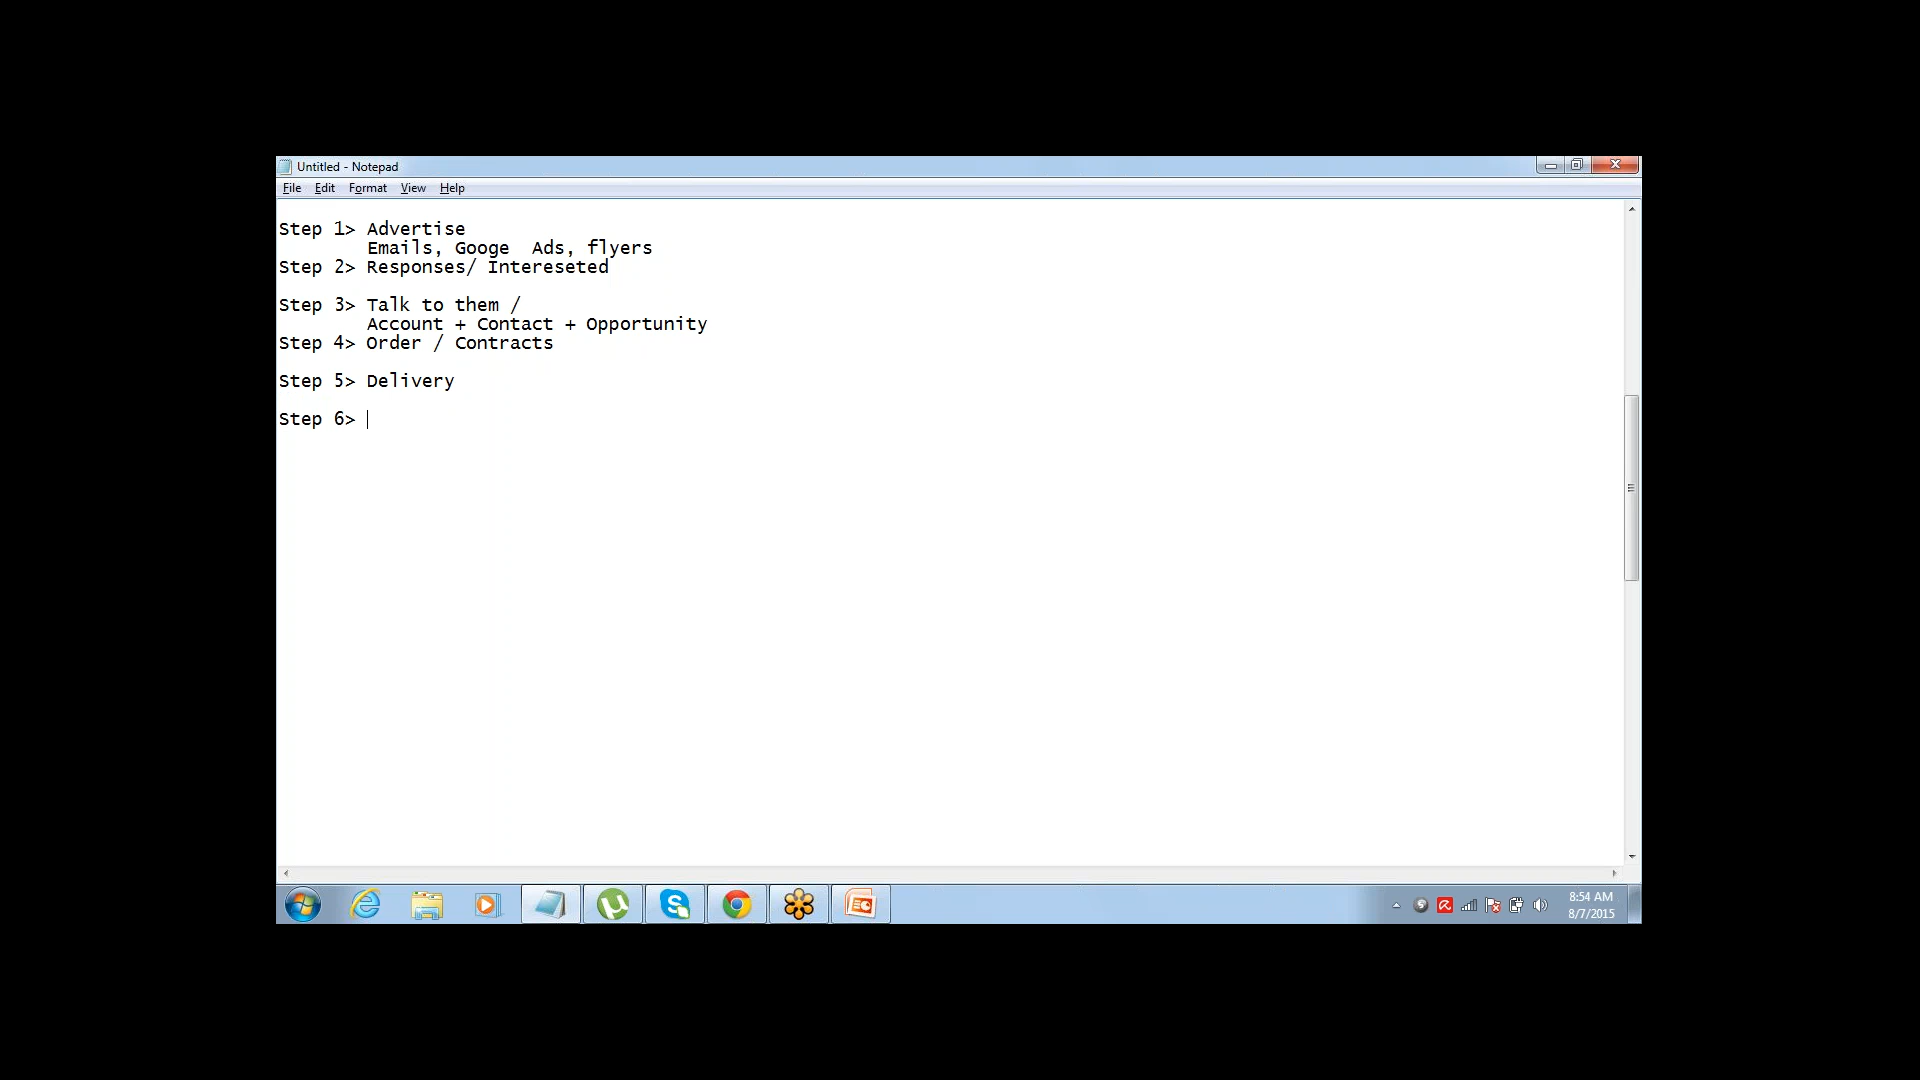 Untitled - Notepad
File Edit Format View Help
Step 1> Advertise
Emails, Googe  Ads, flyers
Step 2> Responses/ Intereseted
Step 3> Talk to them /
Account + Contact + Opportunity
Step 4> Order / Contracts
Step 5> Delivery
Step 6>
8:54 AM
8/7/2015